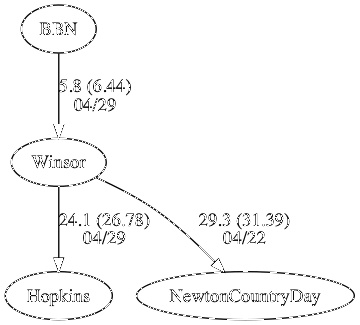 BBN
5.8 (6.44)
04/29
Winsor
24.1 (26.78)
04/29
29.3 (31.39)
04/22
Hopkins
NewtonCountryDay